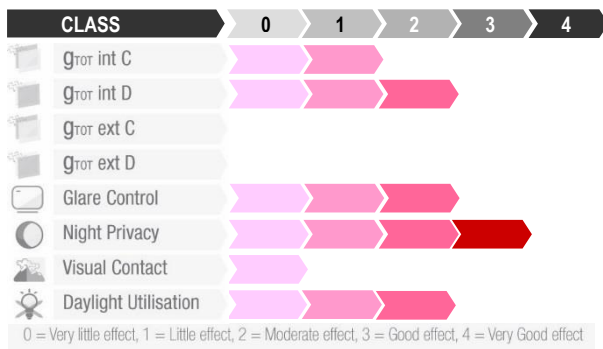 CLASS 0 1 2 3 4
gTOT int C
gTOT int D
gTOT ext C
gTOT ext D
Glare Control
Night Privacy
Visual Contact
Daylight Utilisation
0 = Very little effect, 1 = Little effect, 2 = Moderate effect, 3 = Good effect, 4 = Very Good effect